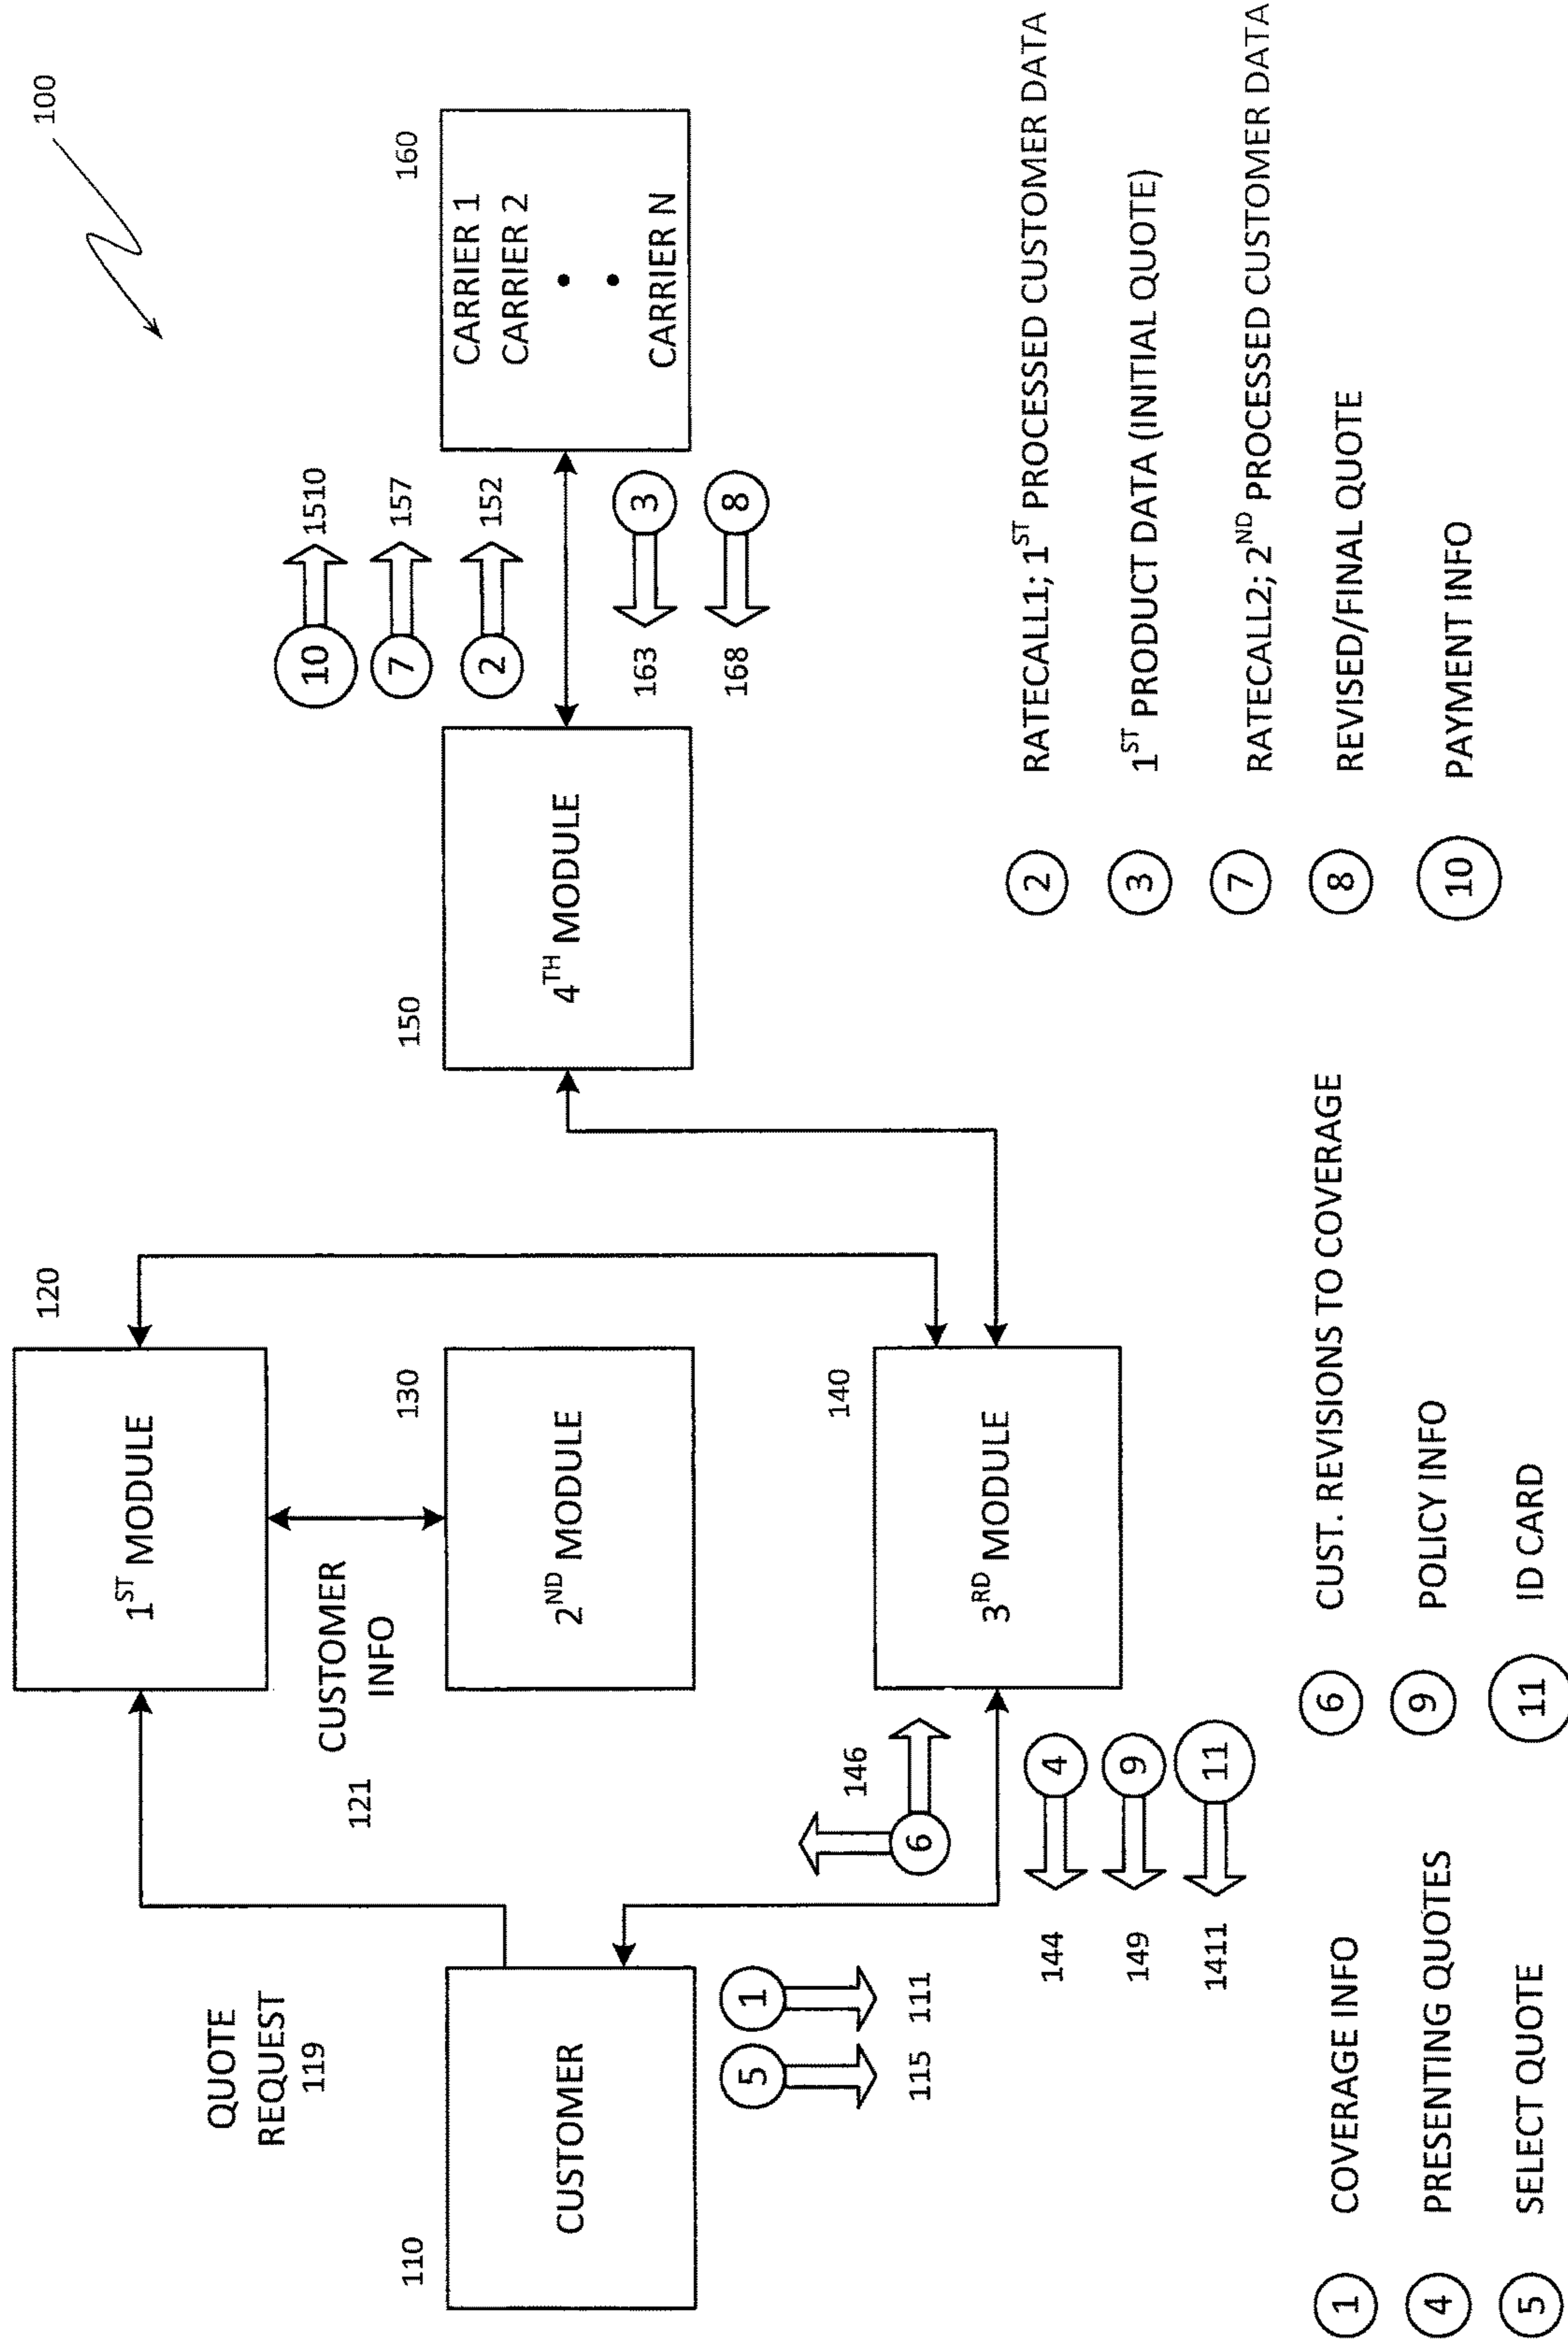 100
QUOTE
REQUEST
119
110
CUSTOMER
5
1
115
111
120
1ST MODULE
CUSTOMER
INFO
121
130
2ND MODULE
140
3RD MODULE
146
6
144
4
149
9
1411
11
150
4TH MODULE
10
1510
7
157
2
152
163
3
168
8
160
CARRIER 1
CARRIER 2
CARRIER N
1 COVERAGE INFO
4 PRESENTING QUOTES
5 SELECT QUOTE
6 CUST. REVISIONS TO COVERAGE
9 POLICY INFO
11 ID CARD
2 RATECALL1; 1ST PROCESSED CUSTOMER DATA
3 1ST PRODUCT DATA (INITIAL QUOTE)
7 RATECALL2; 2ND PROCESSED CUSTOMER DATA
8 REVISED/FINAL QUOTE
10 PAYMENT INFO